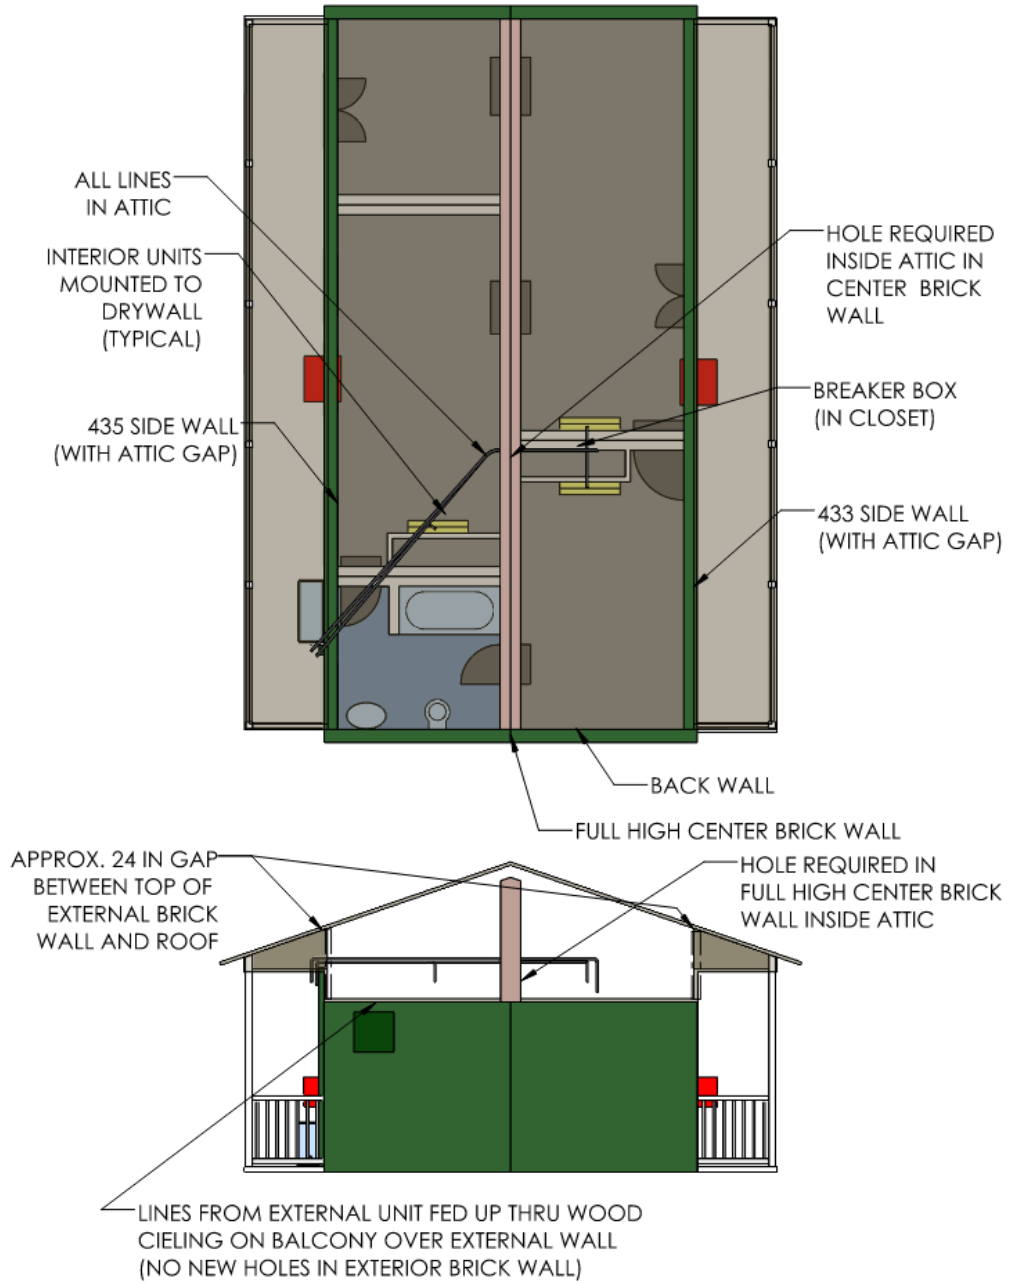 ALL LINES
IN ATTIC
INTERIOR UNITS
MOUNTED TO
DRYWALL
(TYPICAL)
435 SIDE WALL
(WITH ATTIC GAP)
HOLE REQUIRED
INSIDE ATTIC IN
CENTER BRICK
WALL
BREAKER BOX
(IN CLOSET)
433 SIDE WALL
(WITH ATTIC GAP)
BACK WALL
FULL HIGH CENTER BRICK WALL
APPROX. 24 IN GAP
BETWEEN TOP OF
EXTERNAL BRICK
WALL AND ROOF
HOLE REQUIRED IN
FULL HIGH CENTER BRICK
WALL INSIDE ATTIC
LINES FROM EXTERNAL UNIT FED UP THRU WOOD
CIELING ON BALCONY OVER EXTERNAL WALL
(NO NEW HOLES IN EXTERIOR BRICK WALL)